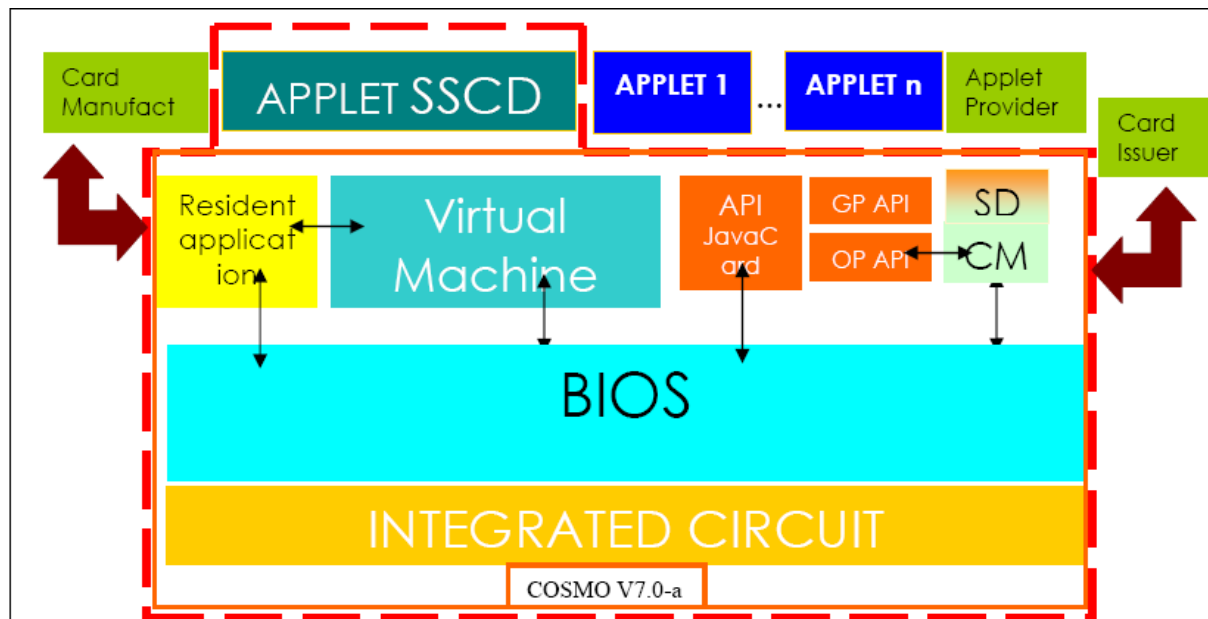 Card
Manufact
APPLET SSCD
APPLET 1
...
APPLET n
Applet
Provider
Card
Issuer
Resident
applicat
ion
Virtual
Machine
API
JavaC
ard
GP API
OP API
SD
CM
BIOS
INTEGRATED CIRCUIT
COSMO V7.0-a